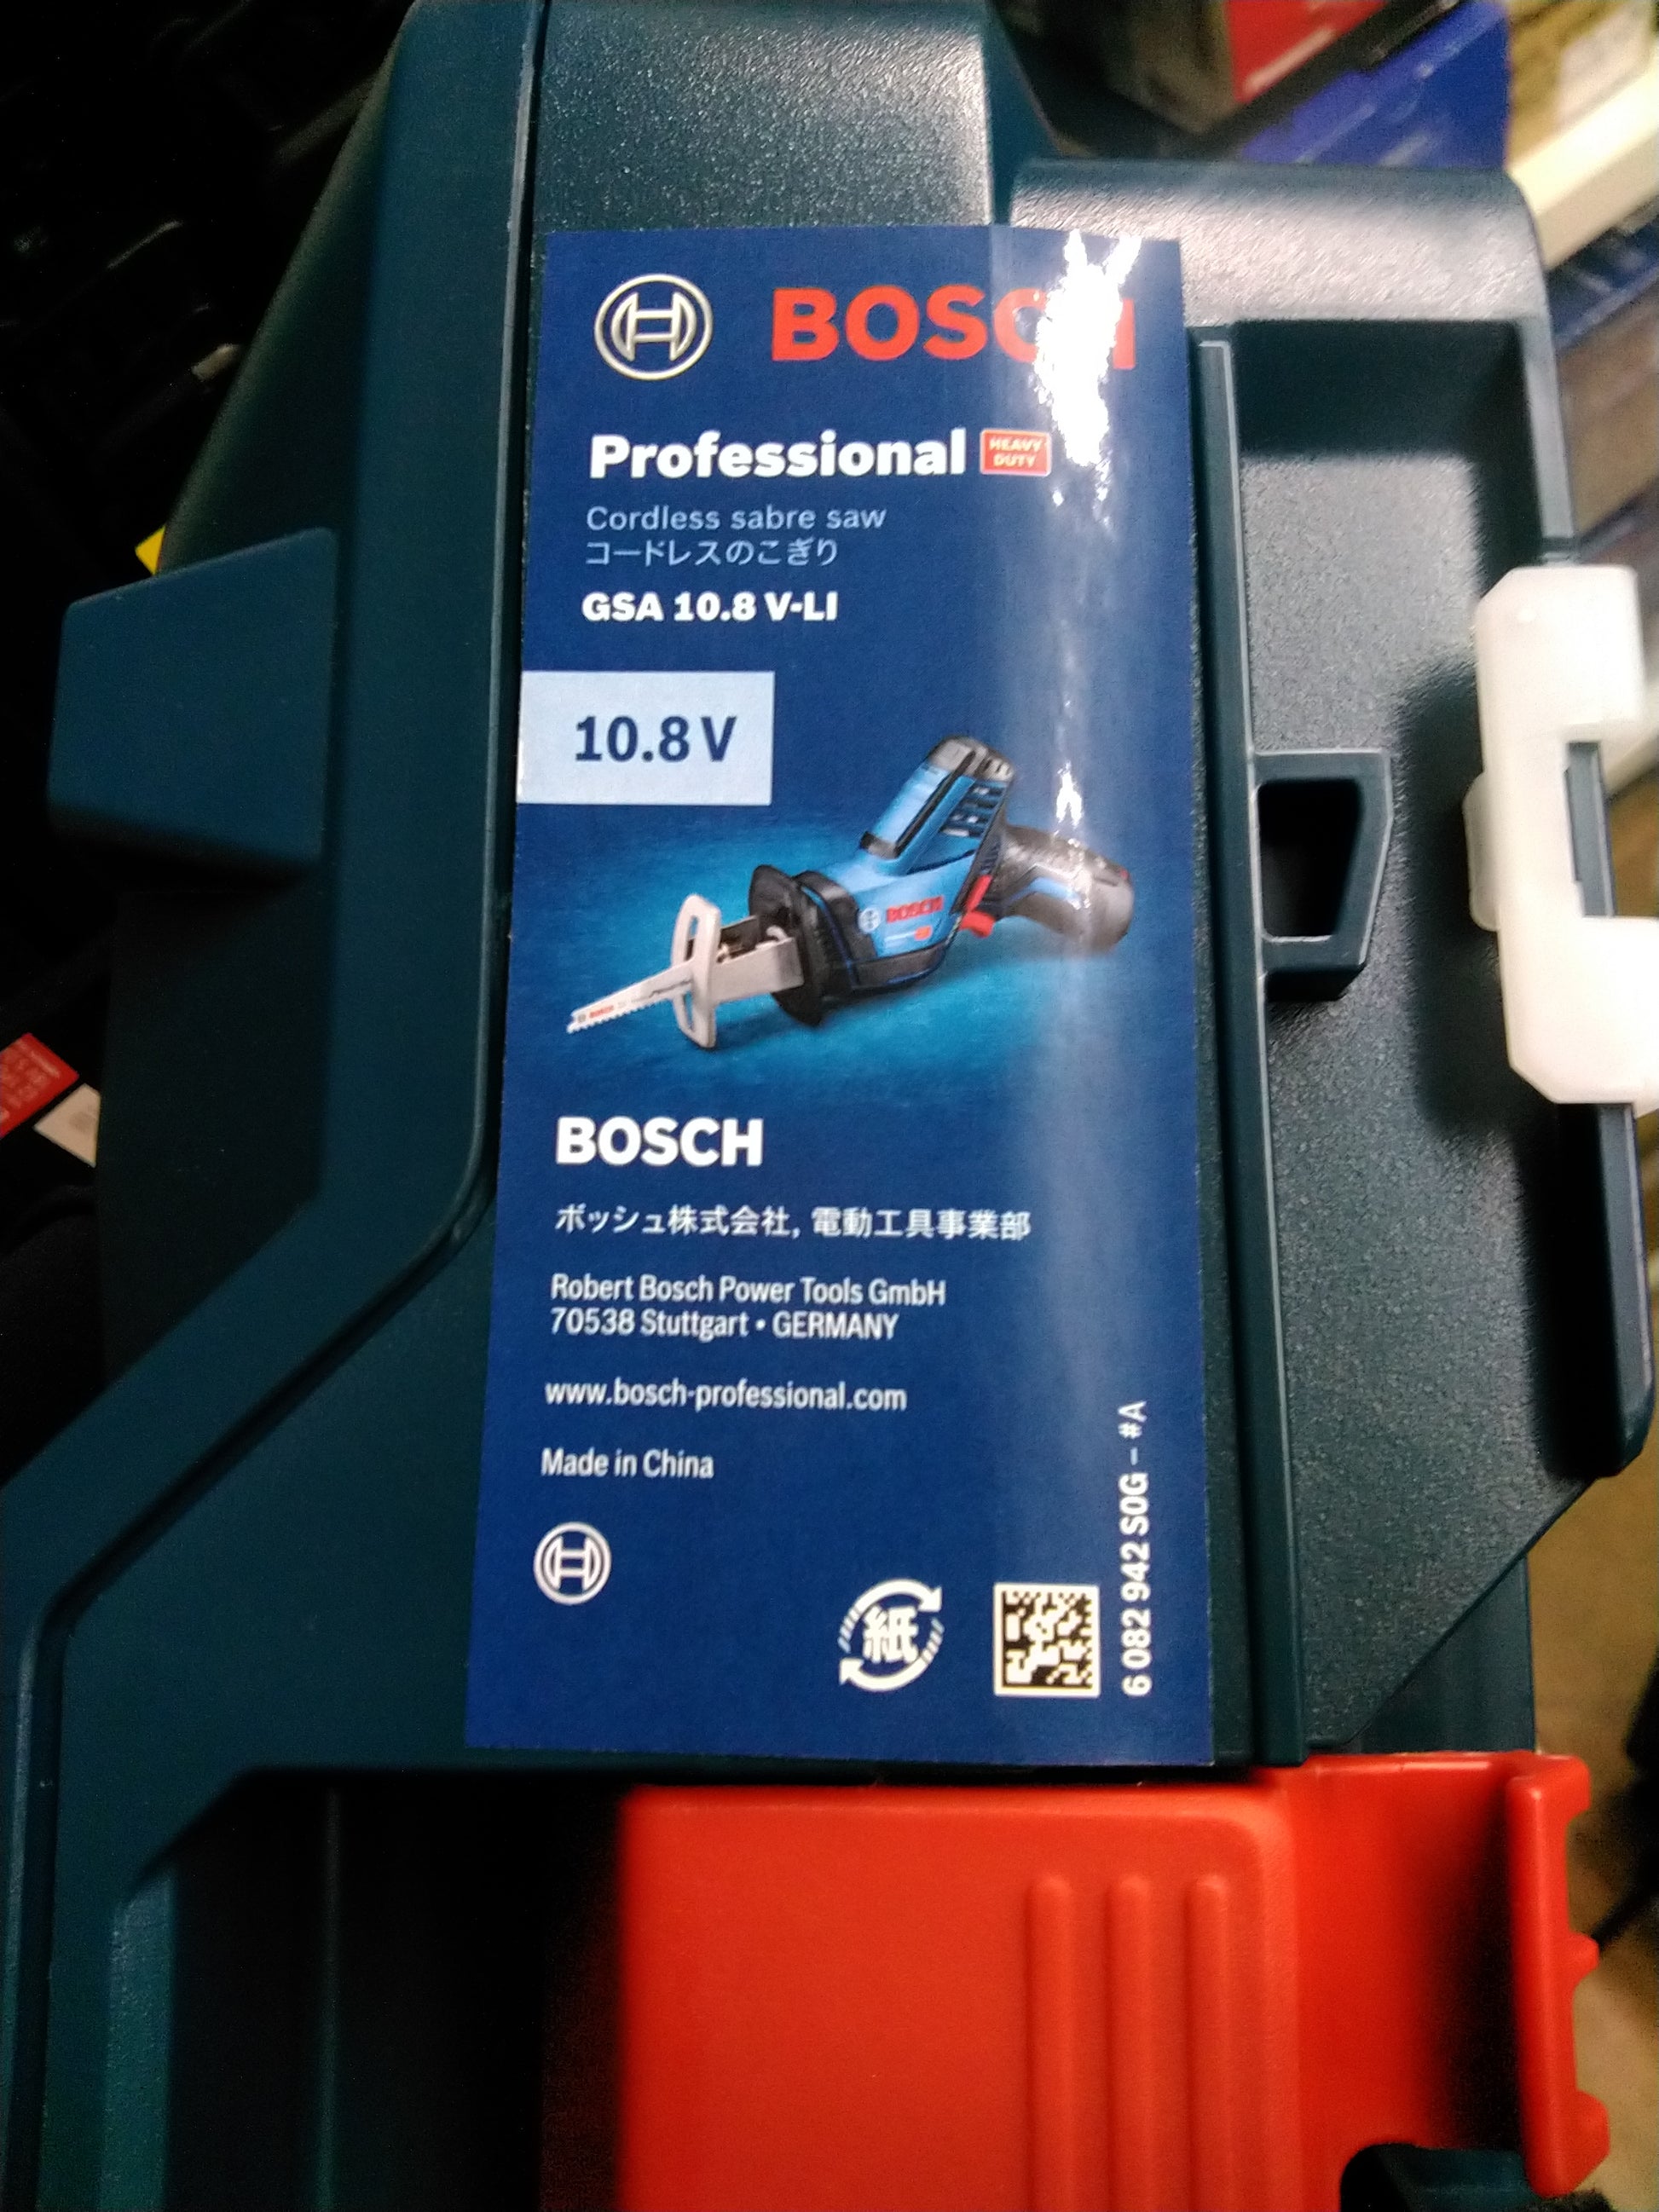 BOSCH
Professional HEAVY DUTY
Cordless sabre saw
コードレスのこぎり
GSA 10.8 V-LI
10.8 V
BOSCH
BOSCH
BOSCH
ボッシュ株式会社, 電動工具事業部
Robert Bosch Power Tools GmbH
70538 Stuttgart • GERMANY
www.bosch-professional.com
Made in China
紙
6 082 942 S0G - #A